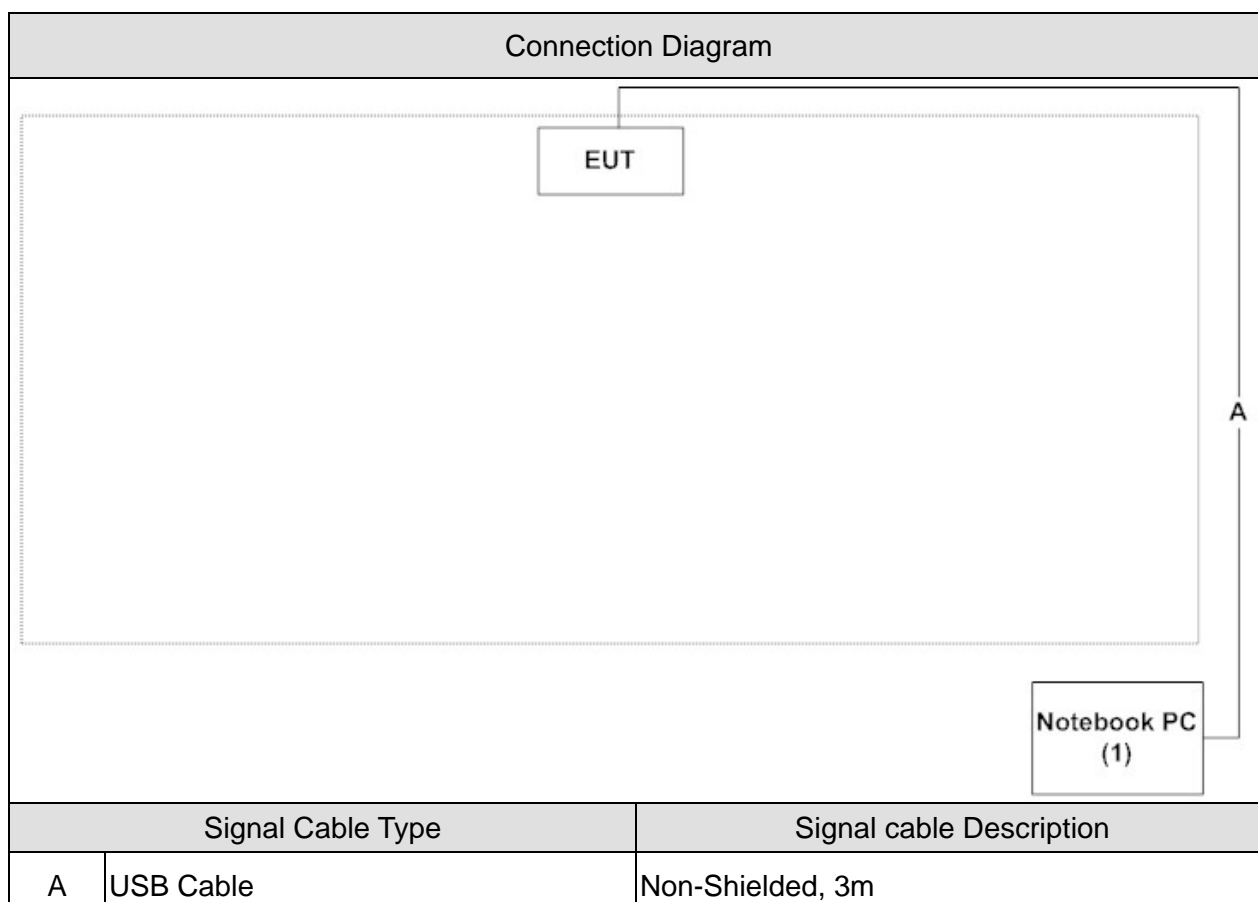 Connection Diagram
EUT
A
Notebook PC
(1)
Signal Cable Type Signal cable Description
A USB Cable Non-Shielded, 3m